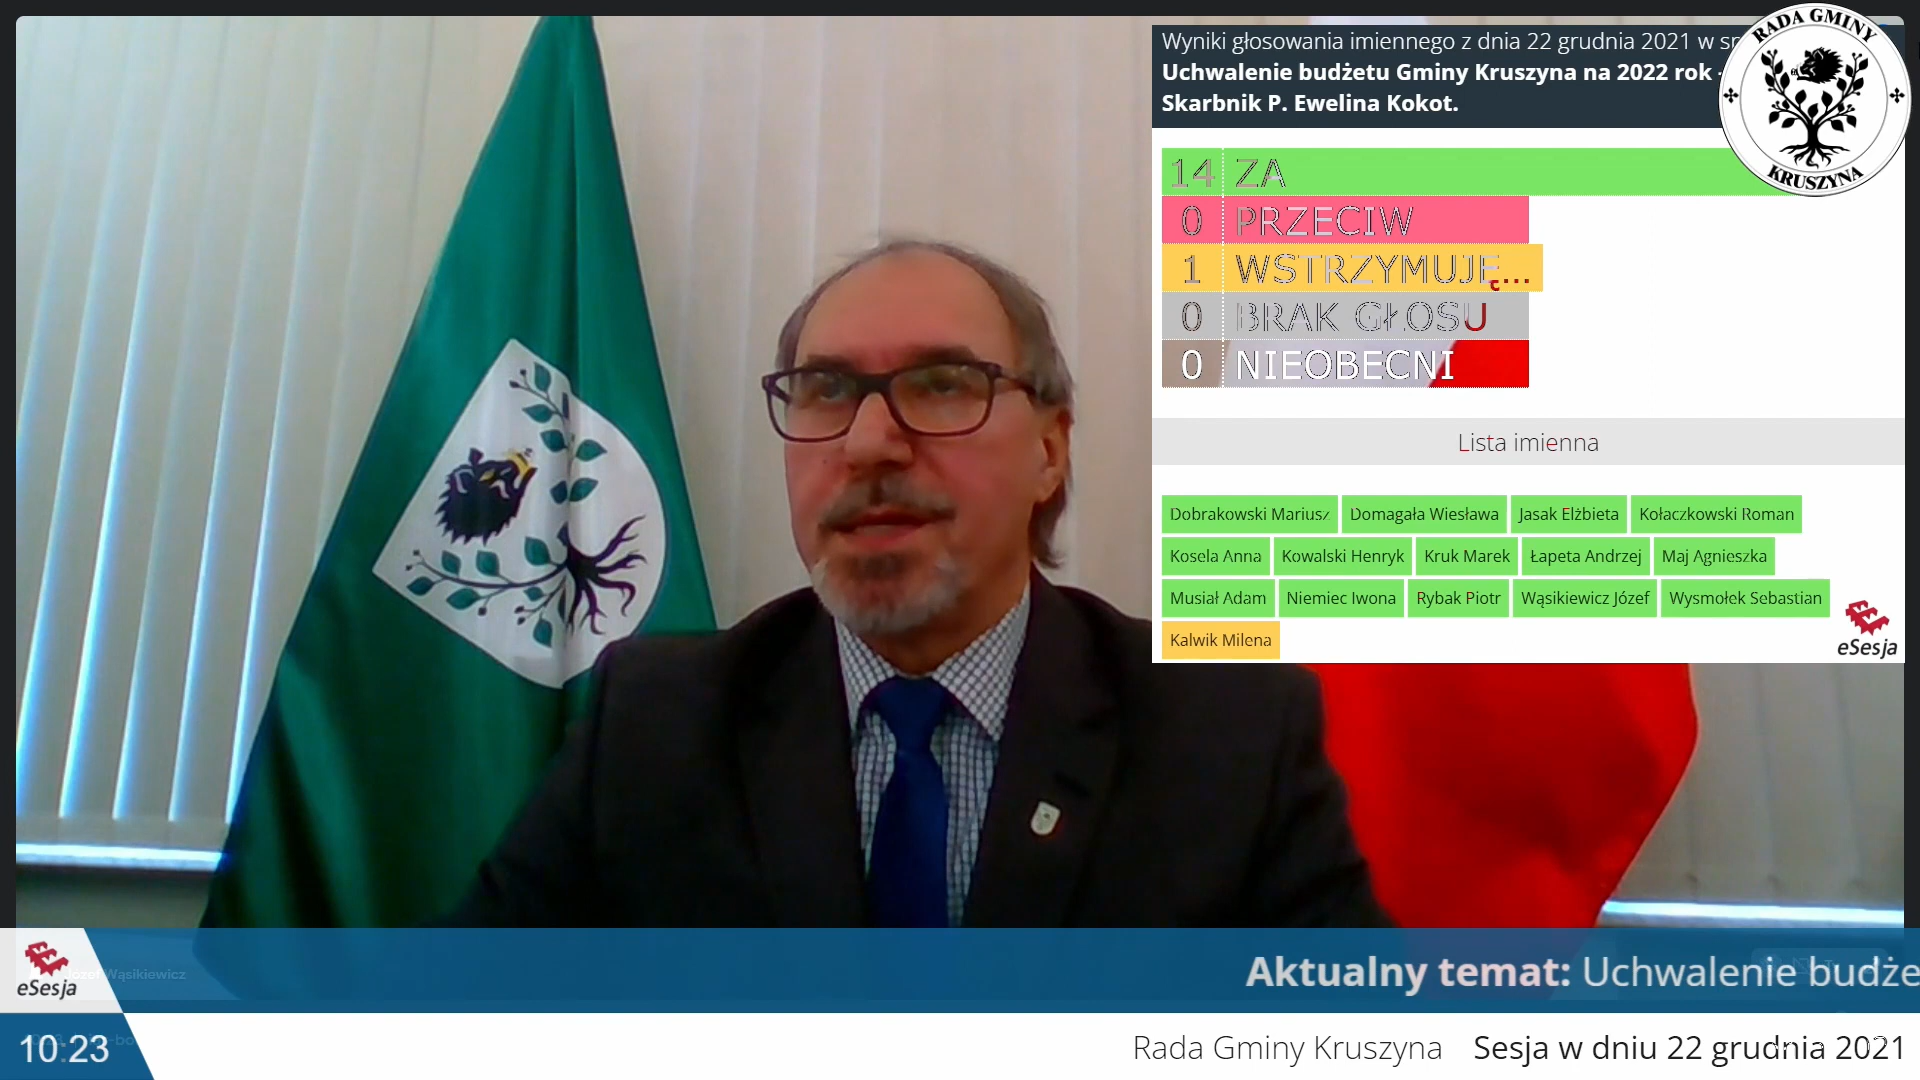 Wyniki głosowania imiennego z dnia 22 grudnia 2021 w
Uchwalenie budżetu Gminy Kruszyna na 2022 rok -
Skarbnik P. Ewelina Kokot.
RADA GMINY
KRUSZYNA
14 ZA
0 PRZECIW
1 WSTRZYMUJĘ...
0 BRAK GŁOSU
0 NIEOBECNI
Lista imienna
Dobrakowski Mariusz Domagała Wiesława Jasak Elżbieta Kołaczkowski Roman
Kosela Anna Kowalski Henryk Kruk Marek Łapeta Andrzej Maj Agnieszka
Musiał Adam Niemiec Iwona Rybak Piotr Wąsikiewicz Józef Wysmołek Sebastian
Kalwik Milena
eSesja
Wąsikiewicz
eSesja
Aktualny temat: Uchwalenie budże
10:23
Rada Gminy Kruszyna Sesja w dniu 22 grudnia 2021